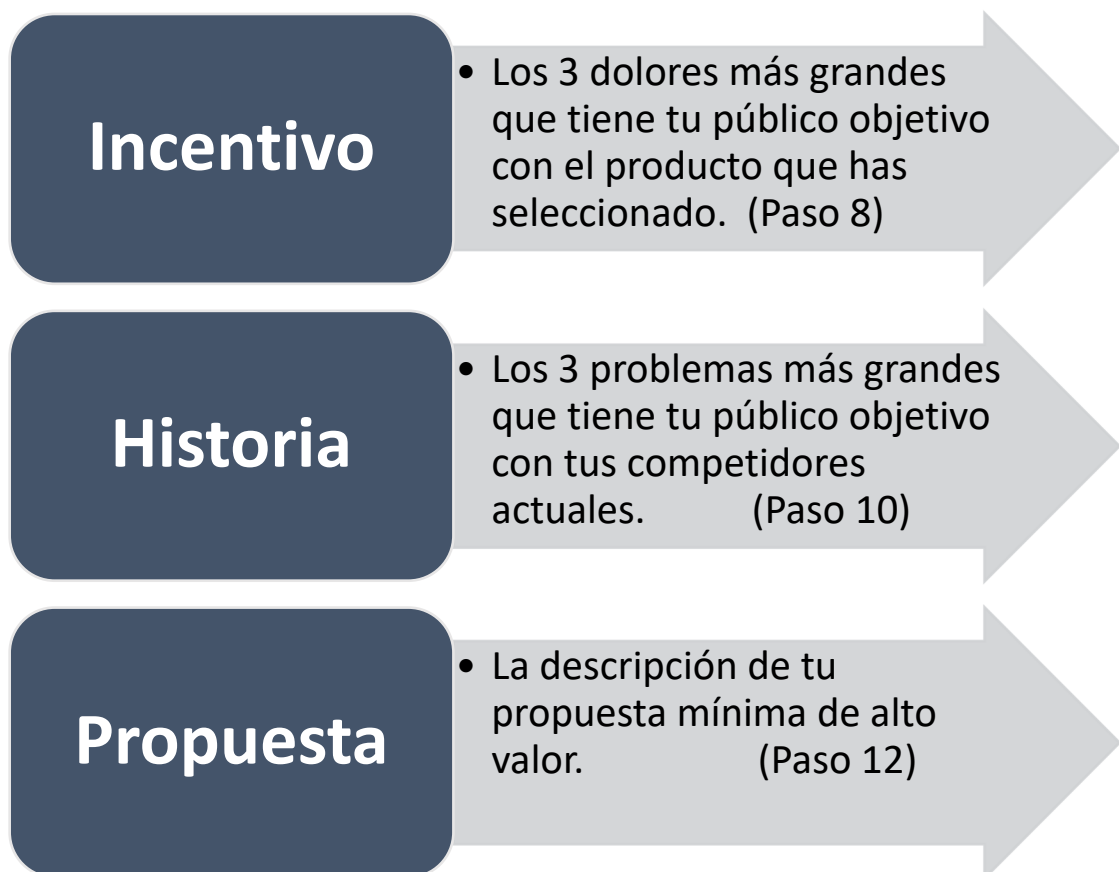 Incentivo
• Los 3 dolores más grandes
que tiene tu público objetivo
con el producto que has
seleccionado.  (Paso 8)
Historia
• Los 3 problemas más grandes
que tiene tu público objetivo
con tus competidores
actuales.          (Paso 10)
Propuesta
• La descripción de tu
propuesta mínima de alto
valor.                (Paso 12)